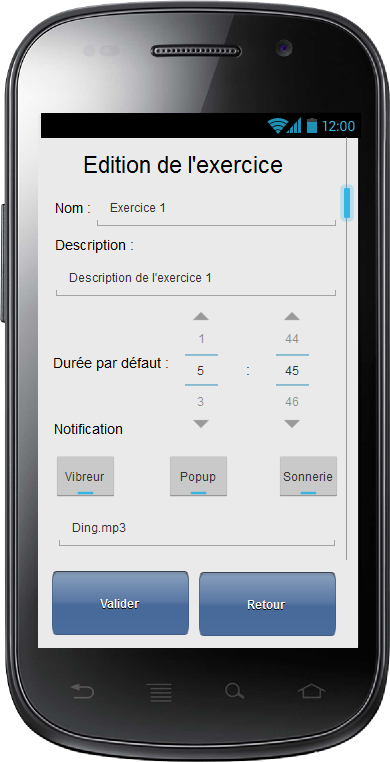 12:00
Edition de l'exercice
Nom : Exercice 1
Description :
Description de l'exercice 1
1 44
Durée par défaut : 5 : 45
3 46
Notification
Vibreur Popup Sonnerie
Ding.mp3
Valider Retour